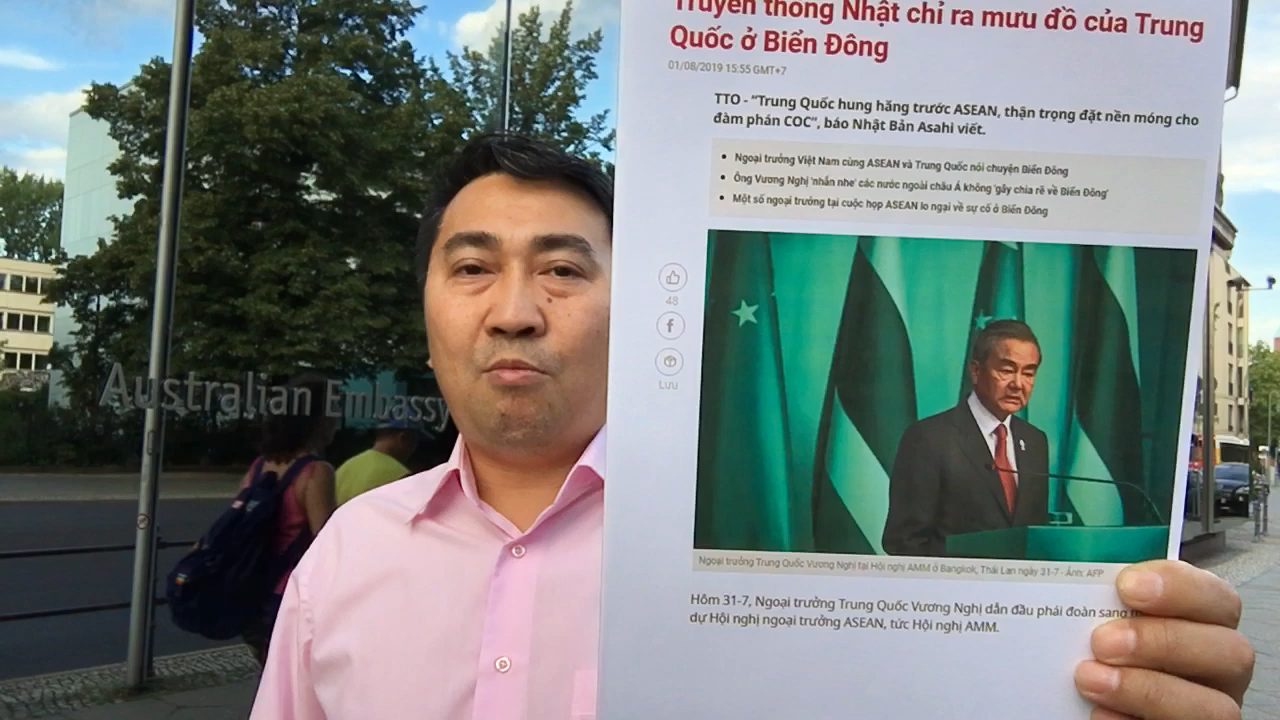 Truyền thông Nhật chỉ ra mưu đồ của Trung
Quốc ở Biển Đông
01/08/2019 15:55 GMT+7
TTO - "Trung Quốc hung hăng trước ASEAN, thận trọng đặt nền móng cho
đàm phán COC", báo Nhật Bản Asahi viết.
• Ngoại trưởng Việt Nam cùng ASEAN và Trung Quốc nói chuyện Biển Đông
• Ông Vương Nghị 'nhắn nhe' các nước ngoài châu Á không 'gây chia rẽ về Biển Đông'
• Một số ngoại trưởng tại cuộc họp ASEAN lo ngại về sự cố ở Biển Đông
48
f
Lưu
Ngoại trưởng Trung Quốc Vương Nghị tại Hội nghị AMM ở Bangkok, Thái Lan ngày 31-7 - Ảnh: AFP
Hôm 31-7, Ngoại trưởng Trung Quốc Vương Nghị dẫn đầu phái đoàn sang
dự Hội nghị ngoại trưởng ASEAN, tức Hội nghị AMM.
Australian Embassy